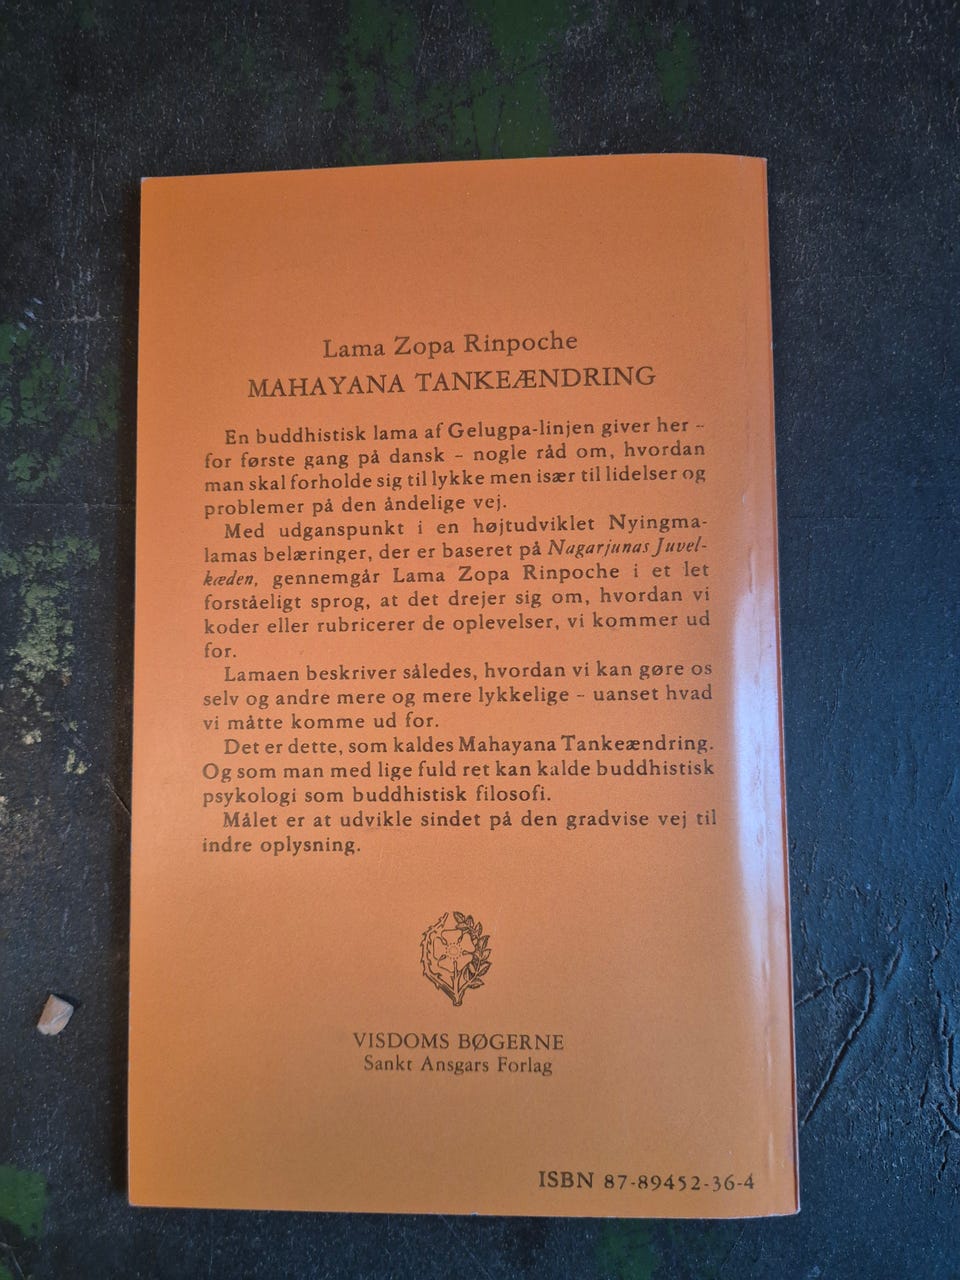 Lama Zopa Rinpoche
MAHAYANA TANKEÆNDRING
En buddhistisk lama af Gelugpa-linjen giver her –
for første gang på dansk – nogle råd om, hvordan
man skal forholde sig til lykke men især til lidelser og
problemer på den åndelige vej.
Med udganspunkt i en højtudviklet Nyingma-
lamas belæringer, der er baseret på Nagarjunas Juvel-
kæden, gennemgår Lama Zopa Rinpoche i et let
forståeligt sprog, at det drejer sig om, hvordan vi
koder eller rubricerer de oplevelser, vi kommer ud
for.
Lamaen beskriver således, hvordan vi kan gøre os
selv og andre mere og mere lykkelige – uanset hvad
vi måtte komme ud for.
Det er dette, som kaldes Mahayana Tankeændring.
Og som man med lige fuld ret kan kalde buddhistisk
psykologi som buddhistisk filosofi.
Målet er at udvikle sindet på den gradvise vej til
indre oplysning.
VISDOMS BØGERNE
Sankt Ansgars Forlag
ISBN 87-89452-36-4